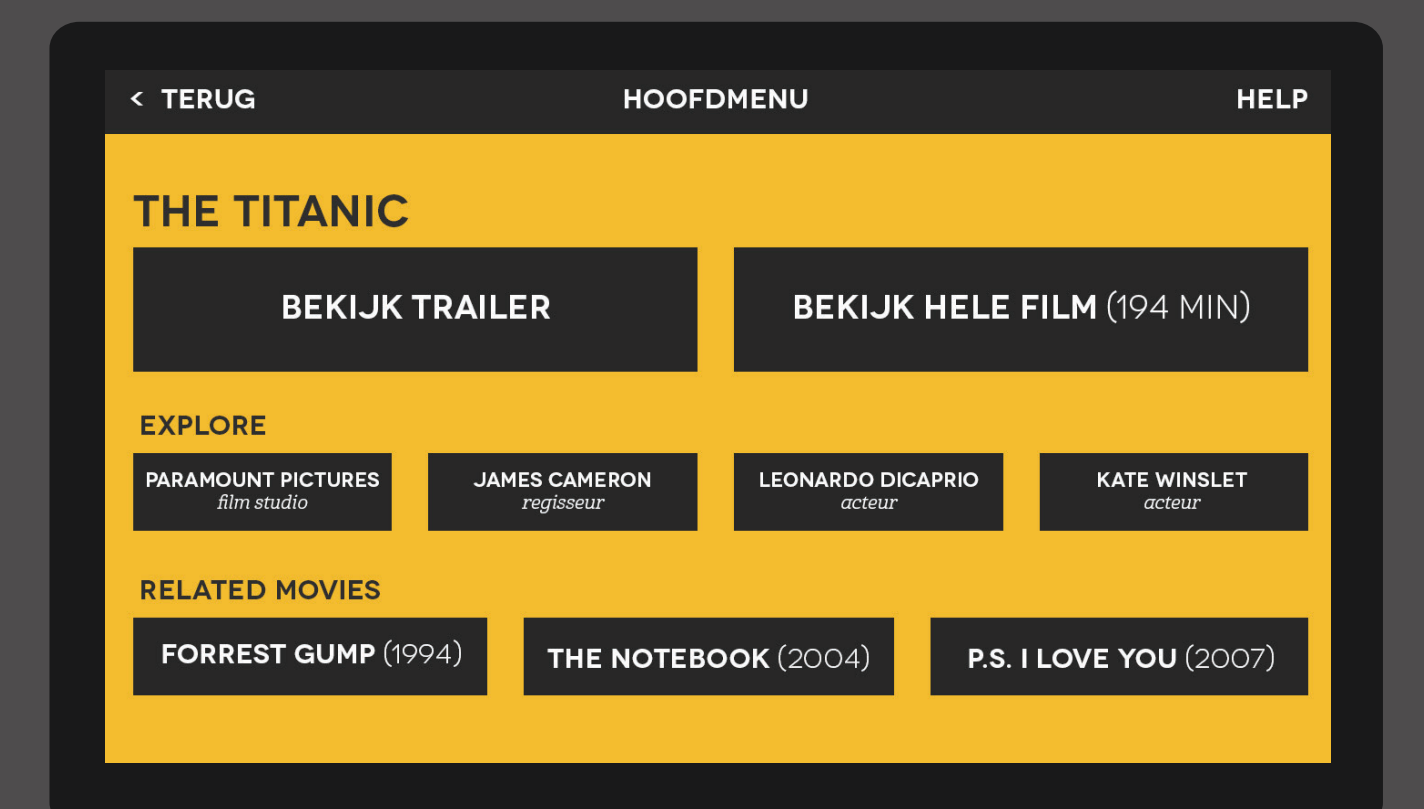 < TERUG
HOOFDMENU
HELP
THE TITANIC
BEKIJK TRAILER
BEKIJK HELE FILM (194 MIN)
EXPLORE
PARAMOUNT PICTURES
film studio
JAMES CAMERON
regisseur
LEONARDO DICAPRIO
acteur
KATE WINSLET
acteur
RELATED MOVIES
FORREST GUMP (1994)
THE NOTEBOOK (2004)
P.S. I LOVE YOU (2007)